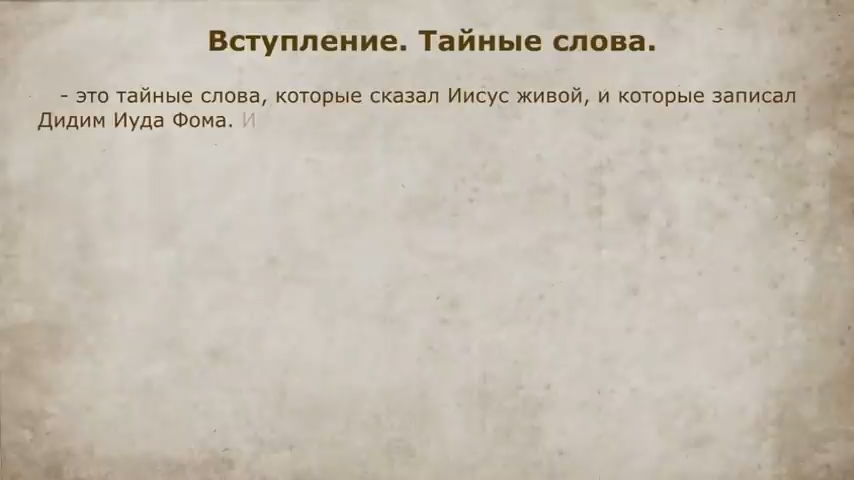 Вступление. Тайные слова.
- это тайные слова, которые сказал Иисус живой, и которые записал
Дидим Иуда Фома. И